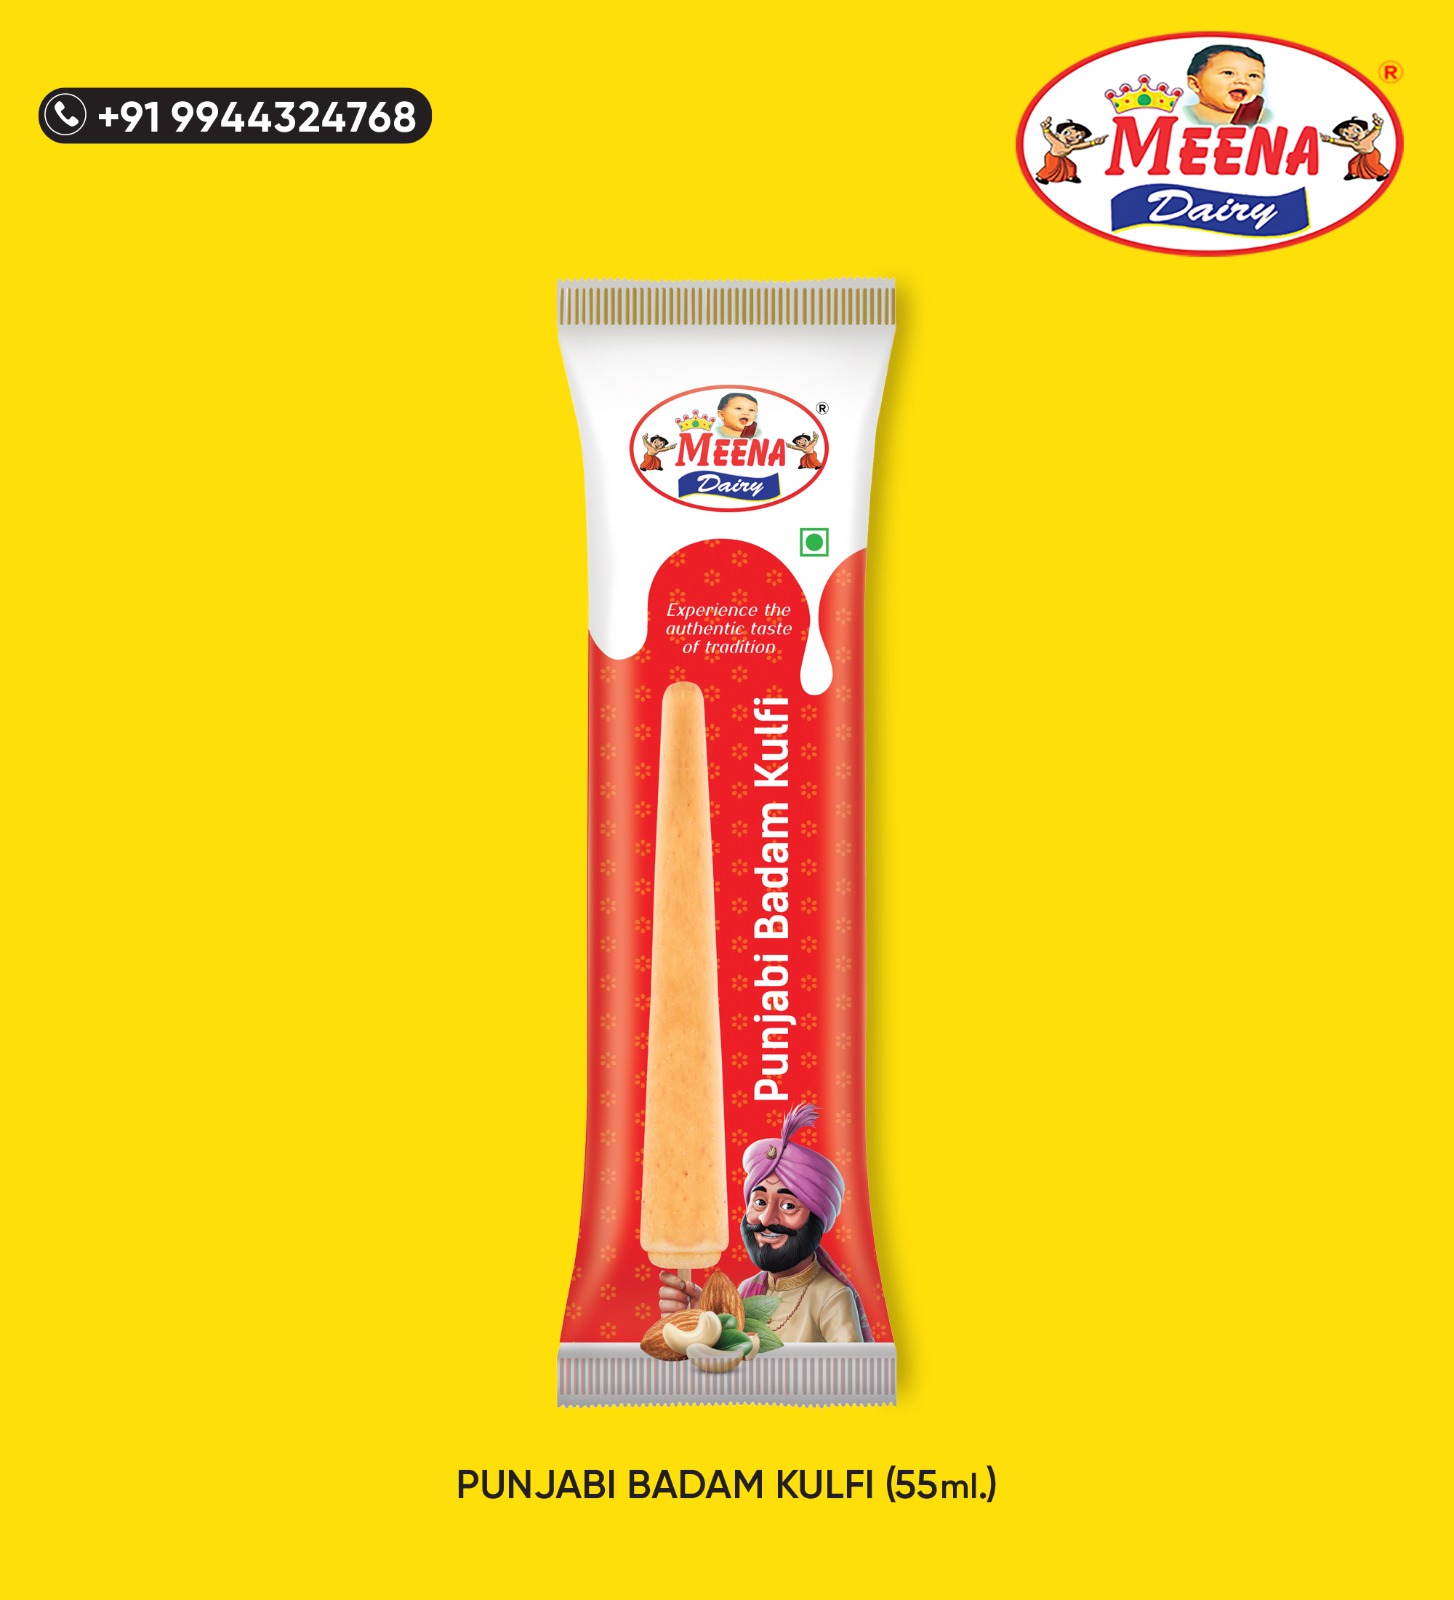 +91 9944324768
®
MEENA
Dairy
®
MEENA
Dairy
Experience the
authentic taste
of tradition
Punjabi Badam Kulfi
PUNJABI BADAM KULFI (55ml.)